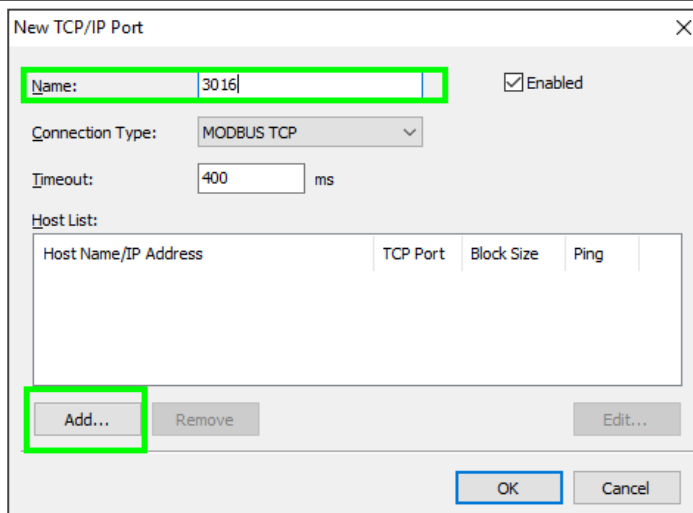 New TCP/IP Port
Name: 3016 Enabled
Connection Type: MODBUS TCP
Timeout: 400 ms
Host List:
Host Name/IP Address TCP Port Block Size Ping
Add... Remove Edit...
OK Cancel